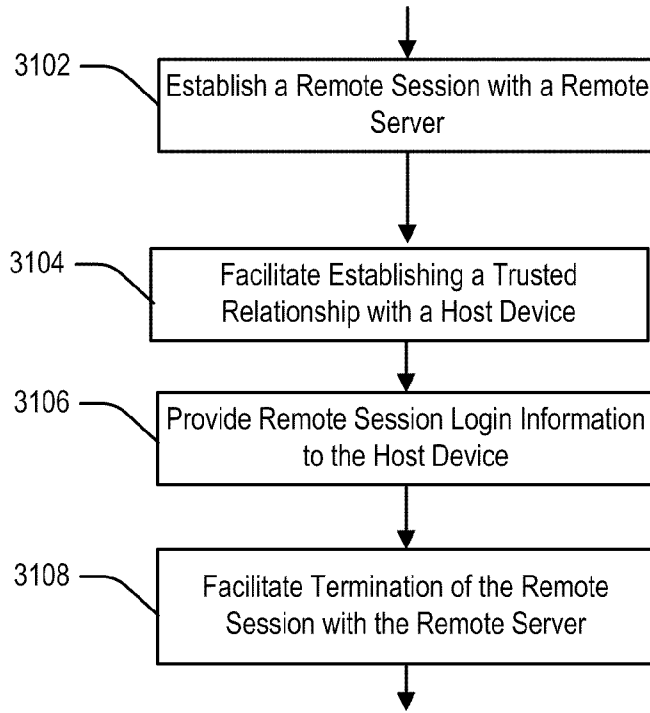 3102
Establish a Remote Session with a Remote
Server
3104
Facilitate Establishing a Trusted
Relationship with a Host Device
3106
Provide Remote Session Login Information
to the Host Device
3108
Facilitate Termination of the Remote
Session with the Remote Server